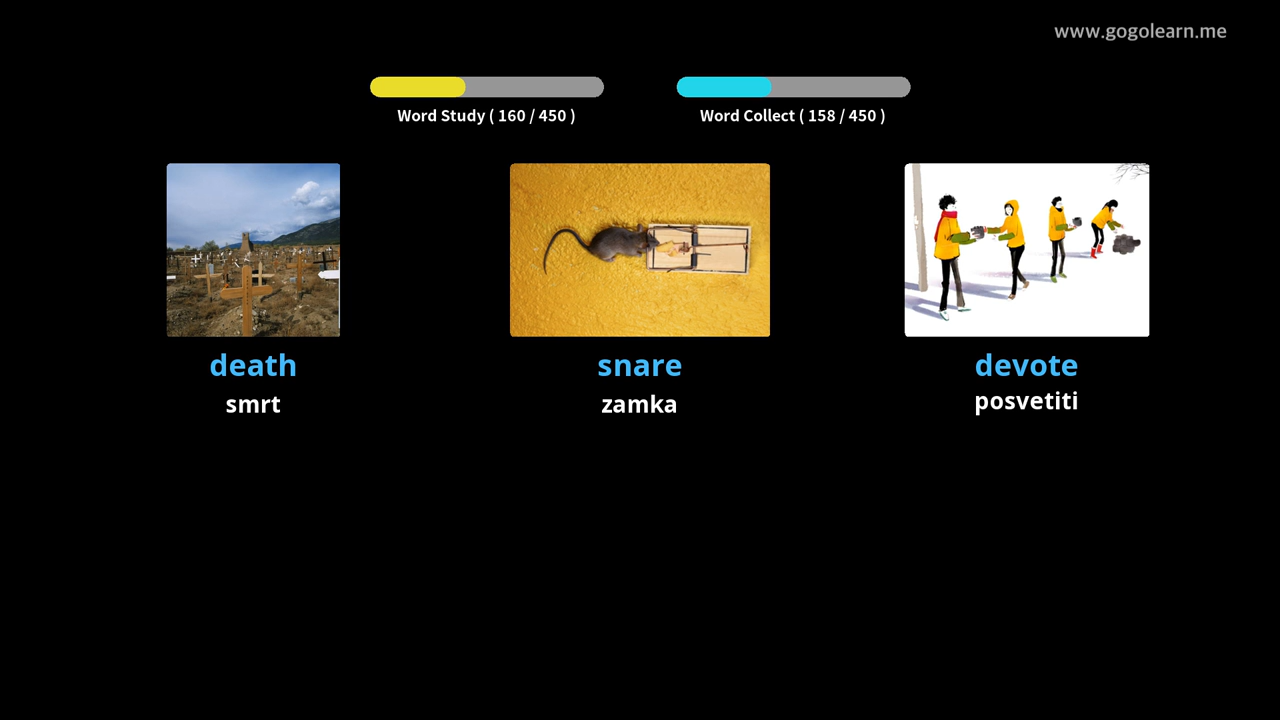 www.gogolearn.me
Word Study ( 160 / 450 )
Word Collect ( 158 / 450 )
death
snare
devote
smrt
zamka
posvetiti